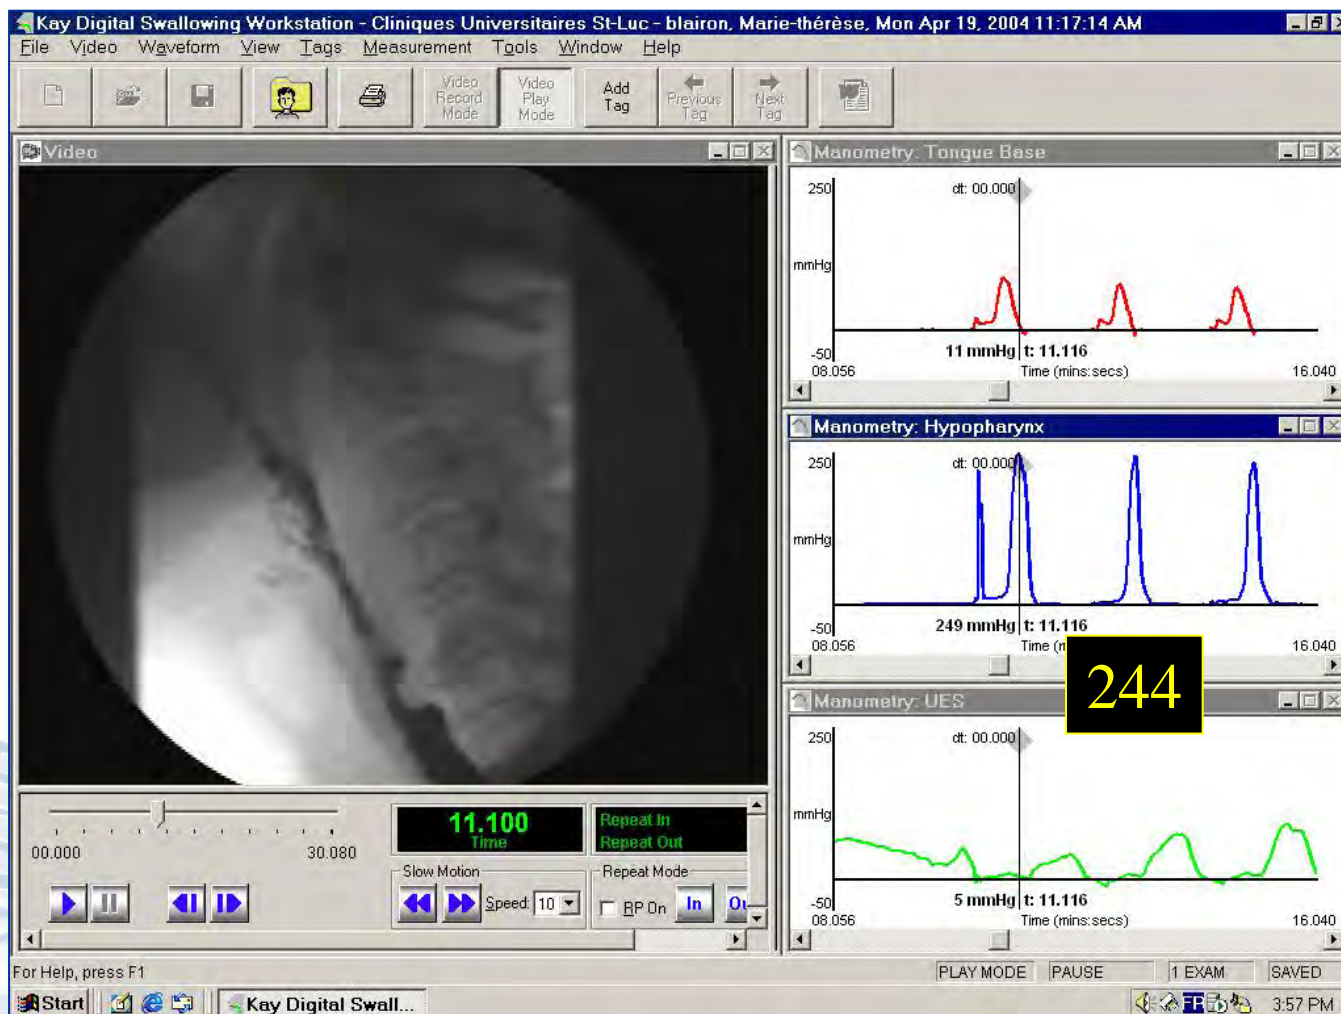 Kay Digital Swallowing Workstation - Cliniques Universitaires St-Luc - blairon, Marie-thérèse, Mon Apr 19, 2004 11:17:14 AM
File Video Waveform View Tags Measurement Tools Window Help
Video Record Mode
Video Play Mode
Add Tag
Previous Tag
Next Tag
Video
00.000
30.080
11.100
Time
Repeat In
Repeat Out
Slow Motion
Speed: 10
Repeat Mode
RP On
In
Ou
Manometry: Tongue Base
250
dt: 00.000
mmHg
-50
11 mmHg t: 11.116
08.056
Time (mins:secs)
16.040
Manometry: Hypopharynx
250
dt: 00.000
mmHg
-50
249 mmHg t: 11.116
08.056
Time (m
16.040
244
Manometry: UES
250
dt: 00.000
mmHg
-50
5 mmHg t: 11.116
08.056
Time (mins:secs)
16.040
For Help, press F1
PLAY MODE
PAUSE
1 EXAM
SAVED
Start
Kay Digital Swall...
FR
3:57 PM